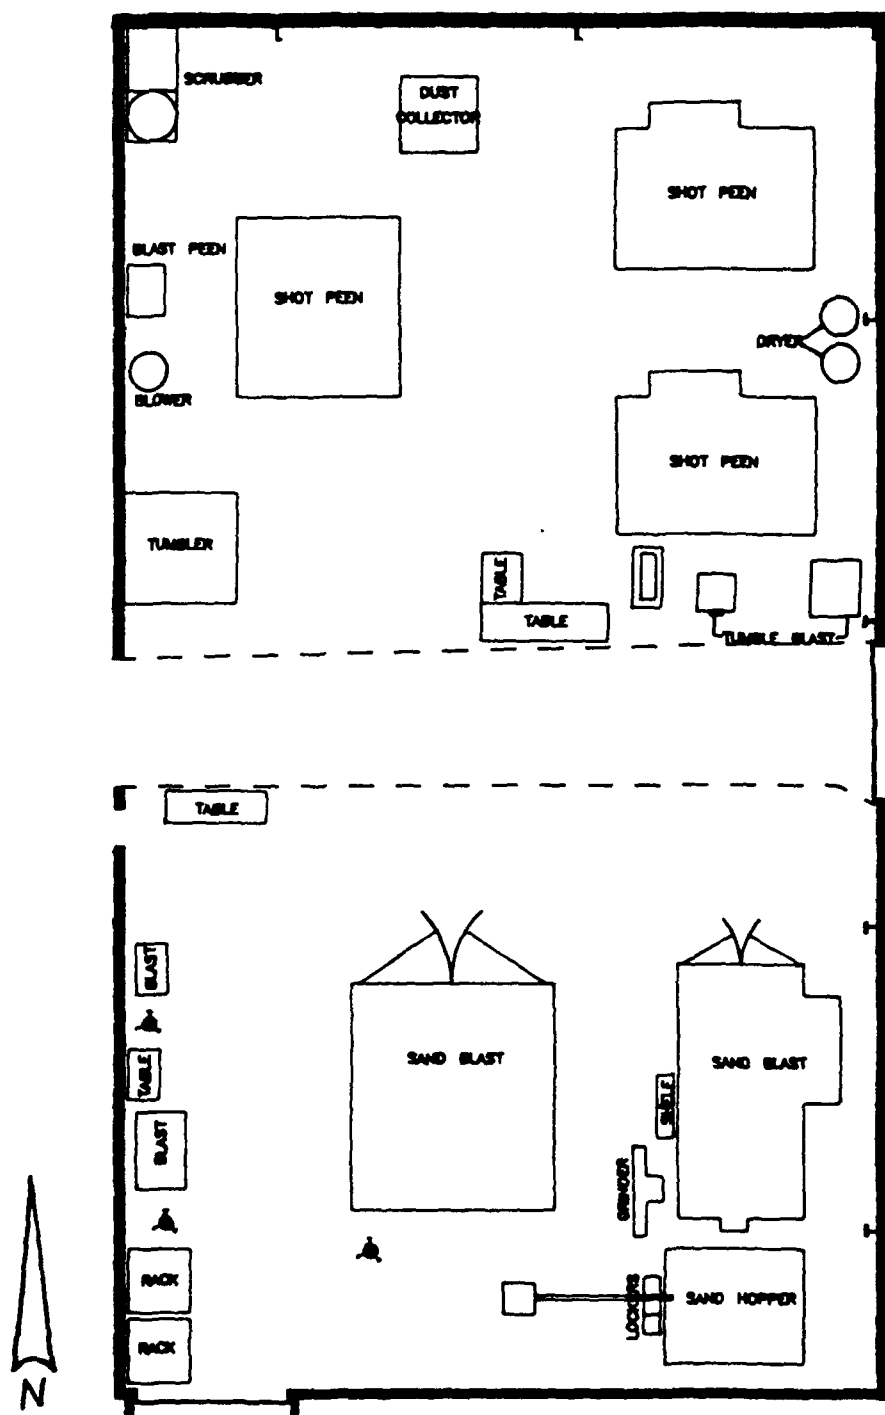 SCRUBBER
DUST
COLLECTOR
SHOT PEEN
BLAST PEEN
SHOT PEEN
DRYER
BLOWER
SHOT PEEN
TUMBLER
TABLE
TABLE
TUMBLE BLAST
TABLE
BLAST
SAND BLAST
SAND BLAST
TABLE
SHELF
BLAST
GRINDER
RACK
LOCKERS
SAND HOPPER
RACK
N